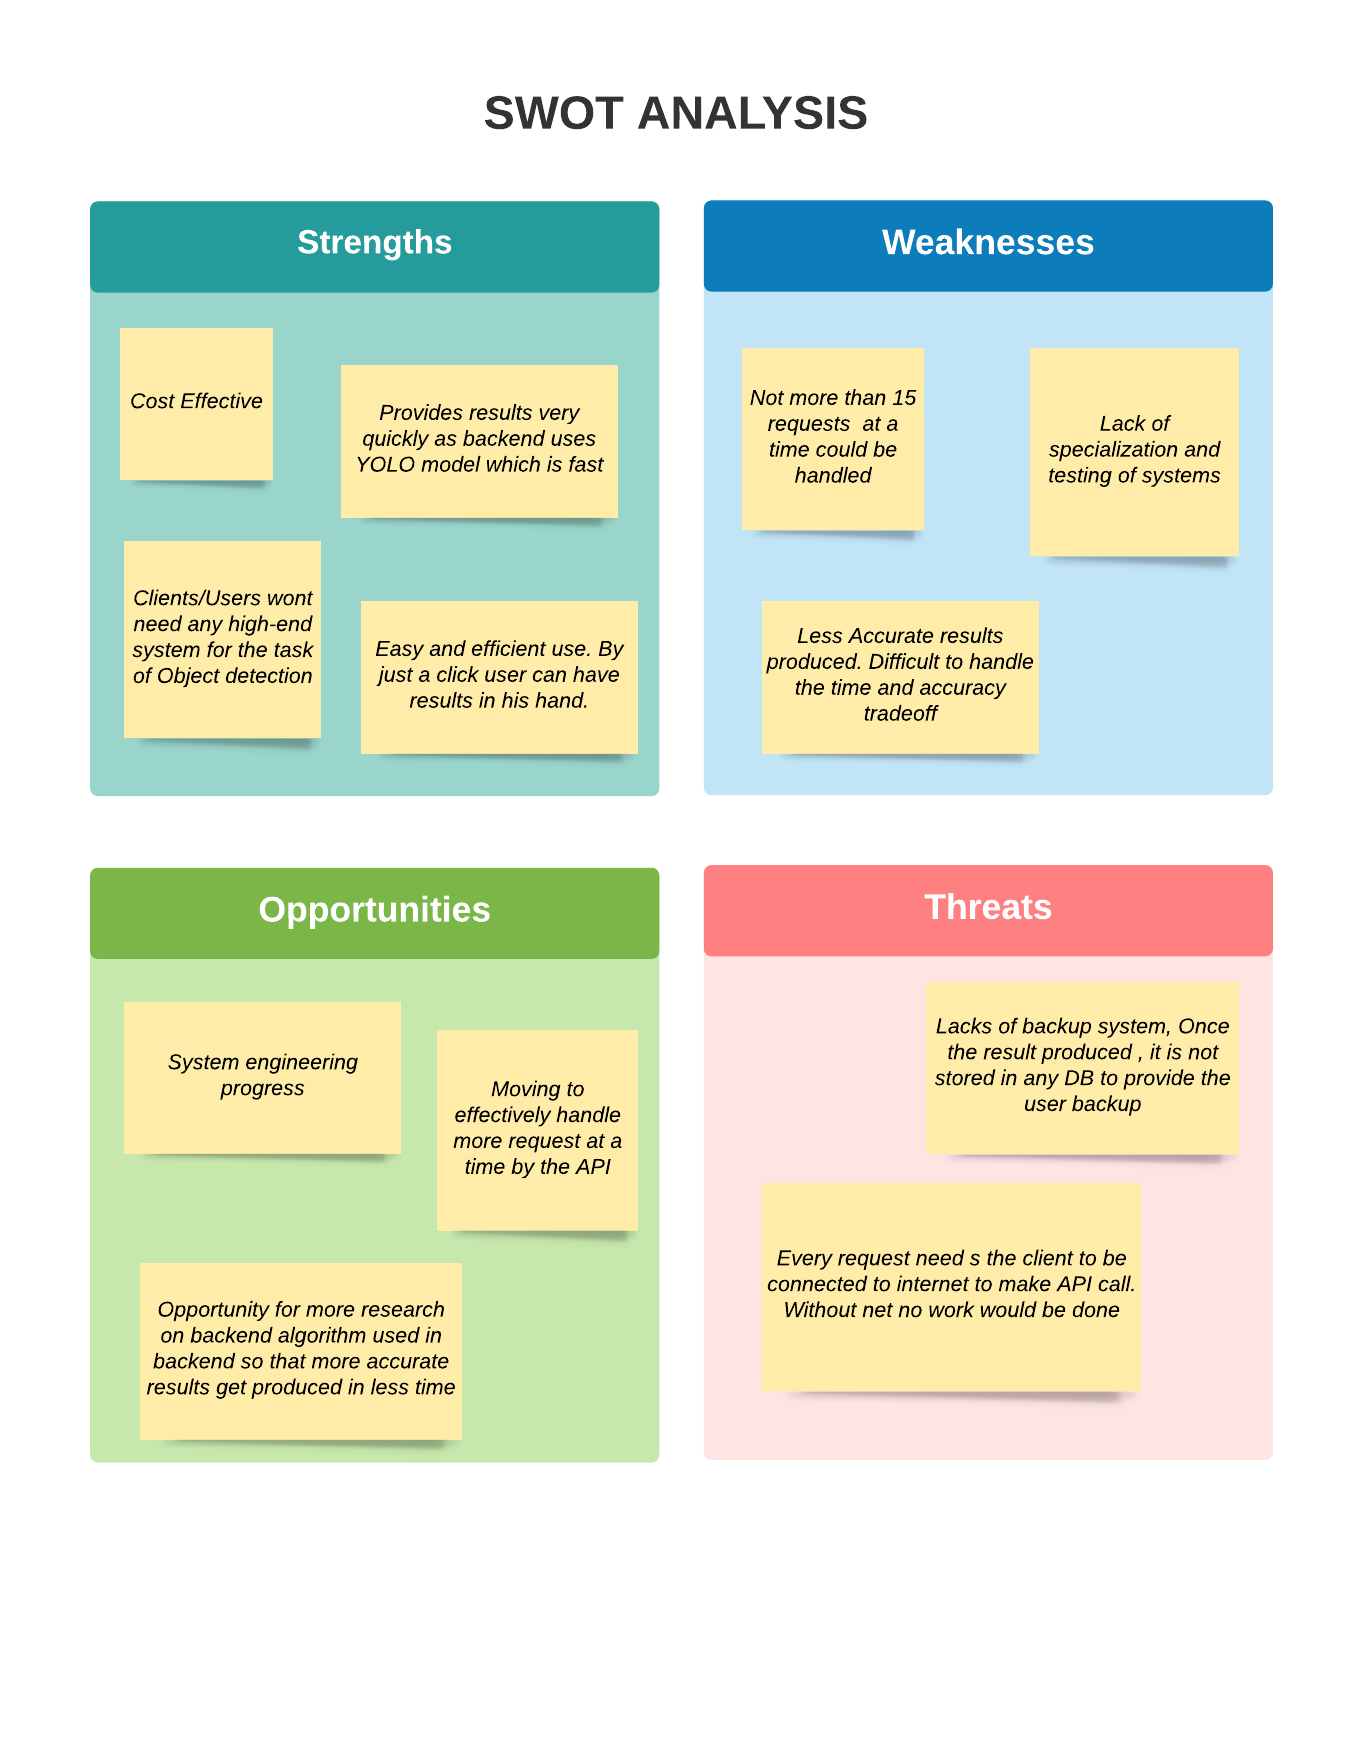 SWOT ANALYSIS
Strengths
Cost Effective
Provides results very
quickly as backend uses
YOLO model which is fast
Clients/Users wont
need any high-end
system for the task
of Object detection
Easy and efficient use. By
just a click user can have
results in his hand.
Weaknesses
Not more than 15
requests  at a
time could be
handled
Lack of
specialization and
testing of systems
Less Accurate results
produced. Difficult to handle
the time and accuracy
tradeoff
Opportunities
System engineering
progress
Moving to
effectively handle
more request at a
time by the API
Opportunity for more research
on backend algorithm used in
backend so that more accurate
results get produced in less time
Threats
Lacks of backup system, Once
the result produced , it is not
stored in any DB to provide the
user backup
Every request need s the client to be
connected to internet to make API call.
Without net no work would be done